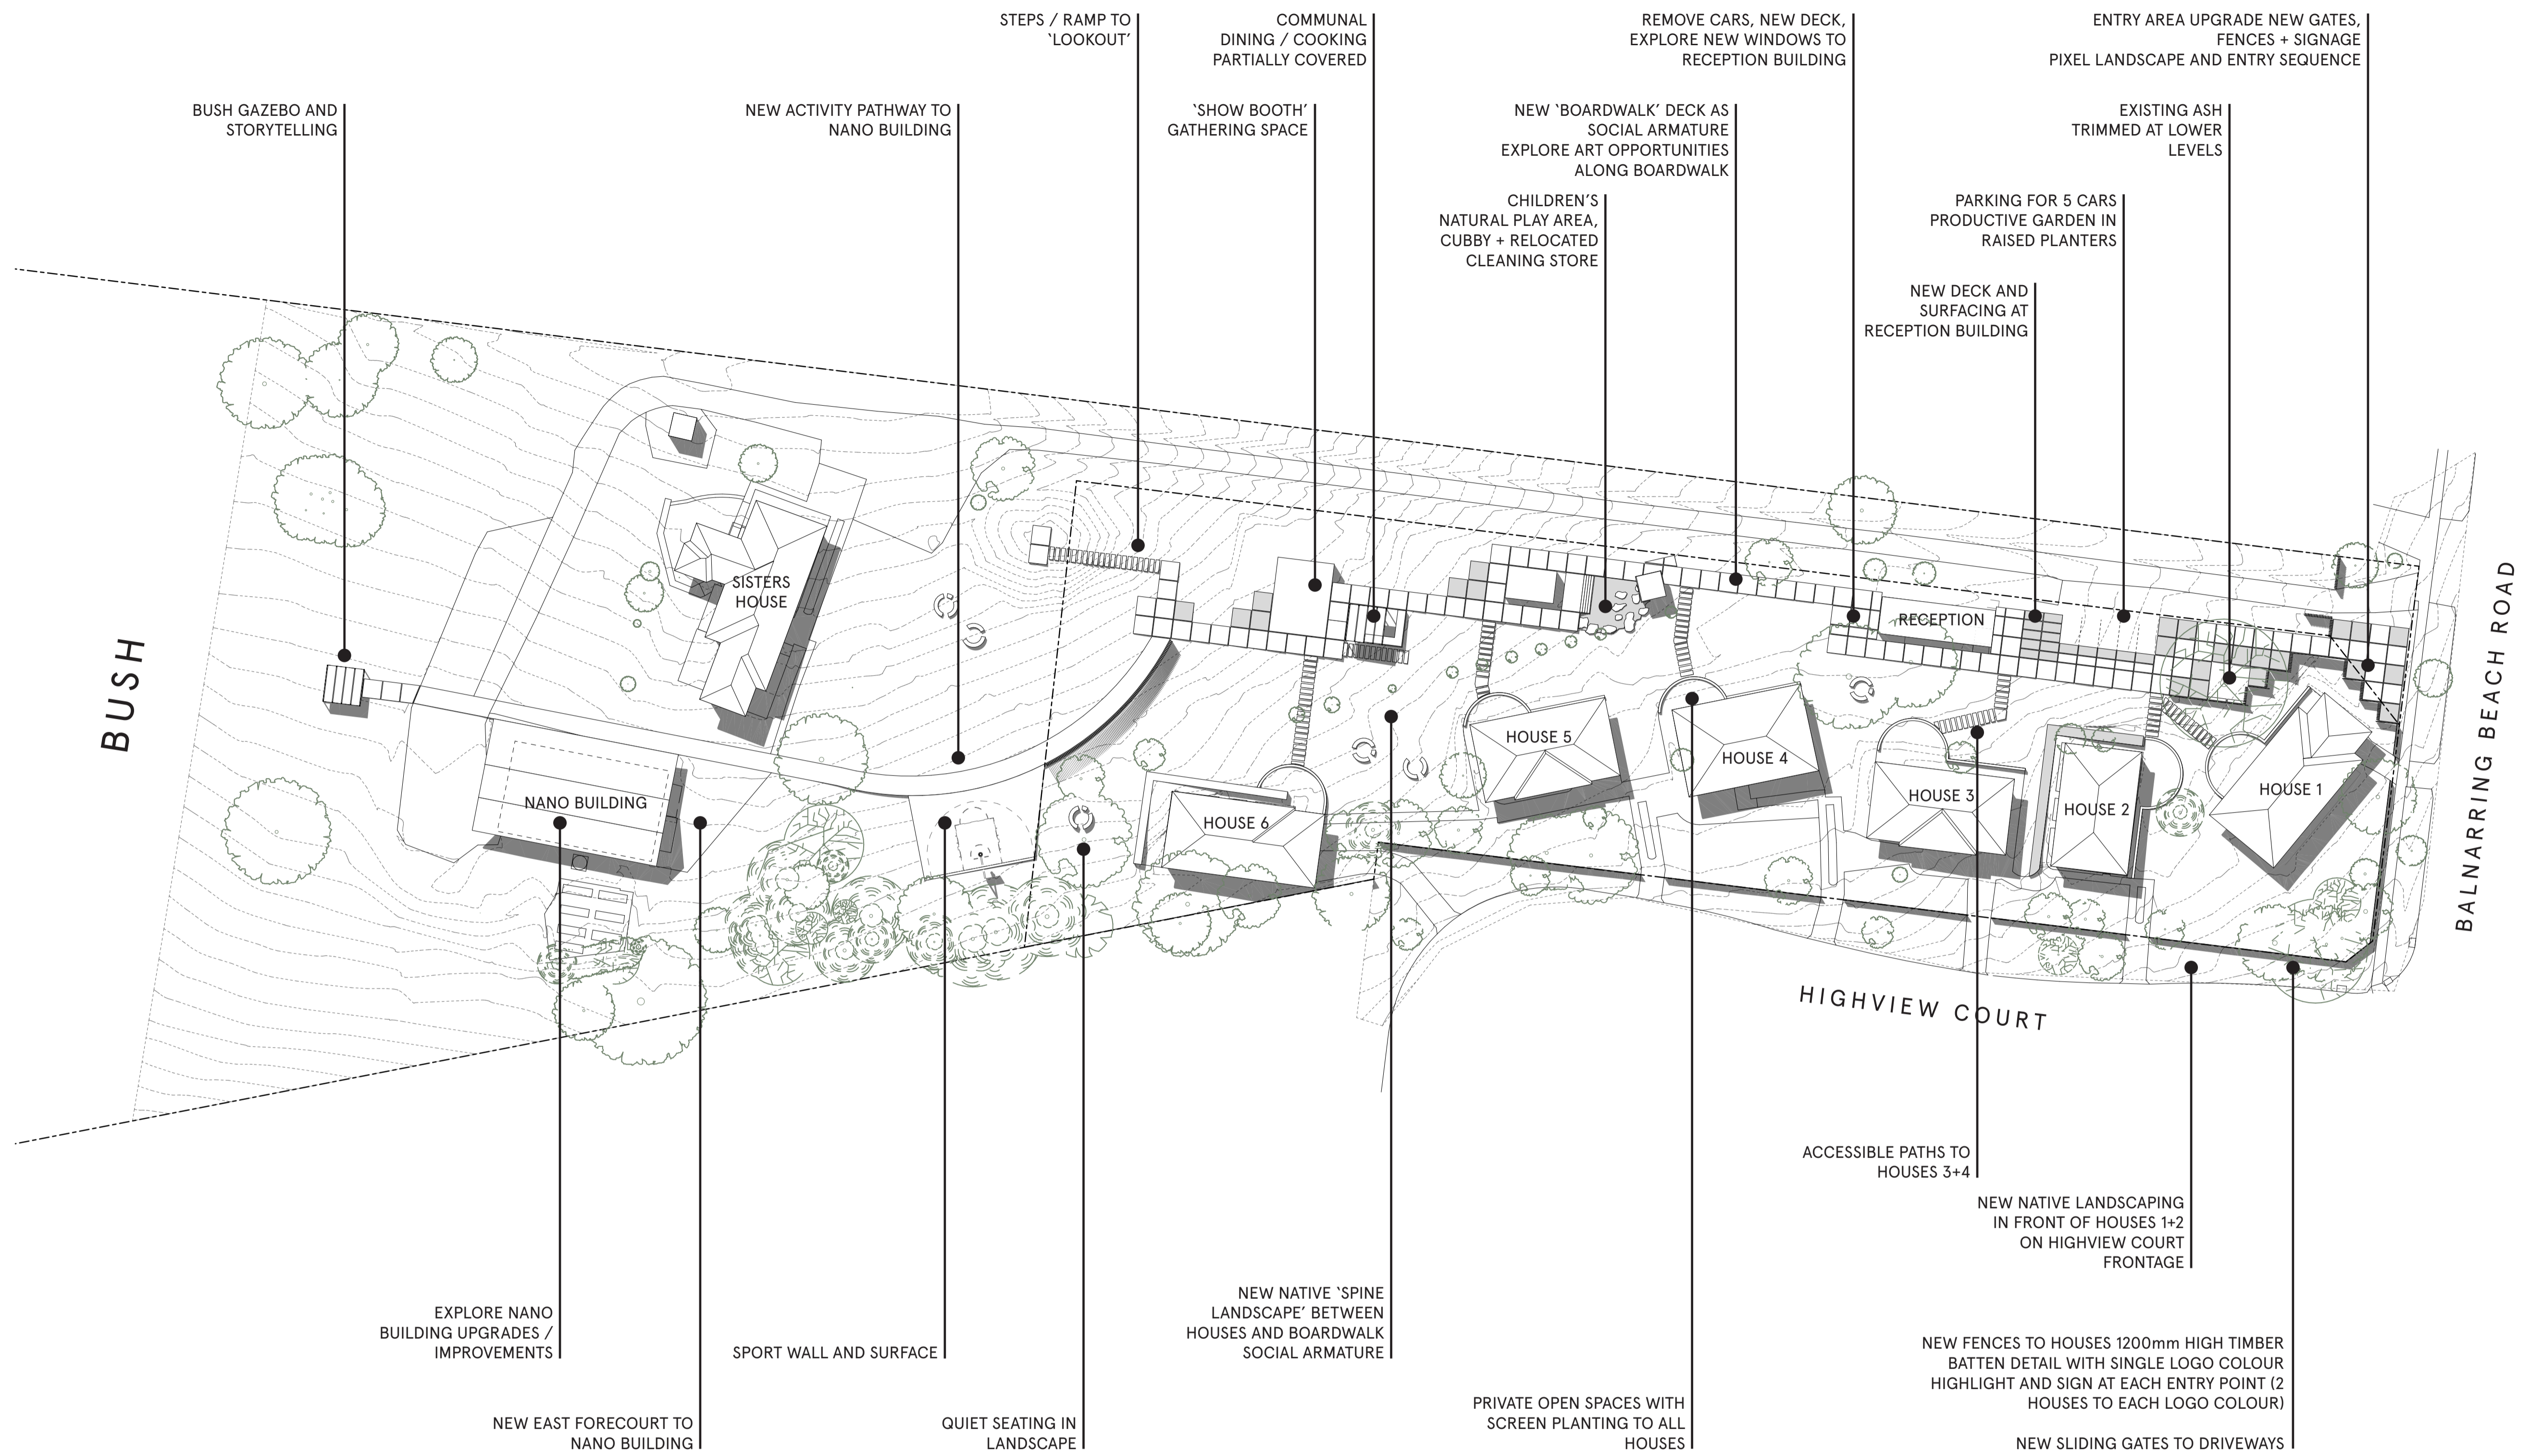 STEPS / RAMP TO
‘LOOKOUT’
COMMUNAL
DINING / COOKING
PARTIALLY COVERED
REMOVE CARS, NEW DECK,
EXPLORE NEW WINDOWS TO
RECEPTION BUILDING
ENTRY AREA UPGRADE NEW GATES,
FENCES + SIGNAGE
PIXEL LANDSCAPE AND ENTRY SEQUENCE
BUSH GAZEBO AND
STORYTELLING
NEW ACTIVITY PATHWAY TO
NANO BUILDING
‘SHOW BOOTH’
GATHERING SPACE
NEW ‘BOARDWALK’ DECK AS
SOCIAL ARMATURE
EXPLORE ART OPPORTUNITIES
ALONG BOARDWALK
EXISTING ASH
TRIMMED AT LOWER
LEVELS
CHILDREN’S
NATURAL PLAY AREA,
CUBBY + RELOCATED
CLEANING STORE
PARKING FOR 5 CARS
PRODUCTIVE GARDEN IN
RAISED PLANTERS
NEW DECK AND
SURFACING AT
RECEPTION BUILDING
BUSH
SISTERS
HOUSE
RECEPTION
NANO BUILDING
HOUSE 6
HOUSE 5
HOUSE 4
HOUSE 3
HOUSE 2
HOUSE 1
BALNARRING BEACH ROAD
HIGHVIEW COURT
ACCESSIBLE PATHS TO
HOUSES 3+4
NEW NATIVE LANDSCAPING
IN FRONT OF HOUSES 1+2
ON HIGHVIEW COURT
FRONTAGE
EXPLORE NANO
BUILDING UPGRADES /
IMPROVEMENTS
SPORT WALL AND SURFACE
NEW NATIVE ‘SPINE
LANDSCAPE’ BETWEEN
HOUSES AND BOARDWALK
SOCIAL ARMATURE
NEW FENCES TO HOUSES 1200mm HIGH TIMBER
BATTEN DETAIL WITH SINGLE LOGO COLOUR
HIGHLIGHT AND SIGN AT EACH ENTRY POINT (2
HOUSES TO EACH LOGO COLOUR)
NEW EAST FORECOURT TO
NANO BUILDING
QUIET SEATING IN
LANDSCAPE
PRIVATE OPEN SPACES WITH
SCREEN PLANTING TO ALL
HOUSES
NEW SLIDING GATES TO DRIVEWAYS